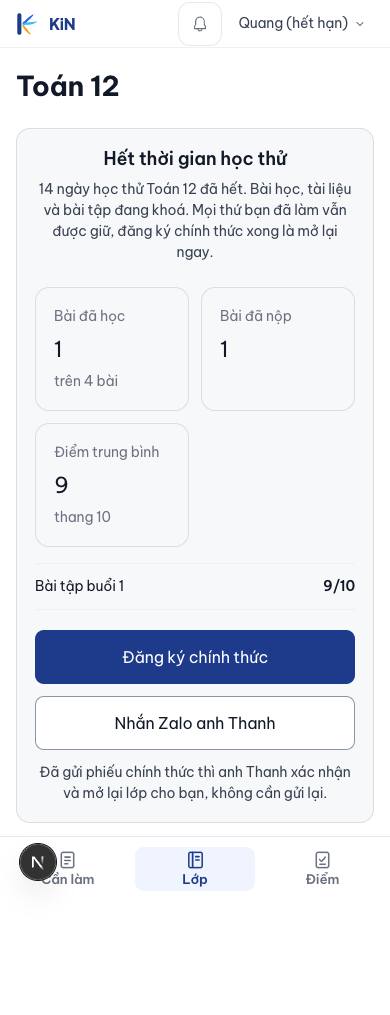 KiN
Quang (hết hạn)
Toán 12
Hết thời gian học thử
14 ngày học thử Toán 12 đã hết. Bài học, tài liệu
và bài tập đang khoá. Mọi thứ bạn đã làm vẫn
được giữ, đăng ký chính thức xong là mở lại
ngay.
Bài đã học
1
trên 4 bài
Bài đã nộp
1
Điểm trung bình
9
thang 10
Bài tập buổi 1
9/10
Đăng ký chính thức
Nhắn Zalo anh Thanh
Đã gửi phiếu chính thức thì anh Thanh xác nhận
và mở lại lớp cho bạn, không cần gửi lại.
N
Cần làm
Lớp
Điểm